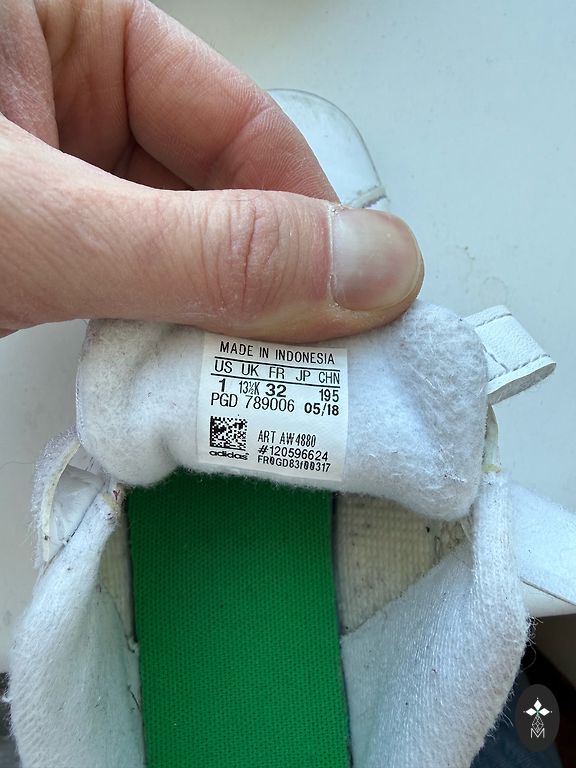 MADE IN INDONESIA
US UK FR JP CHN
1 13½K 32 195
PGD 789006 05/18
ART AW4880
#120596624
adidas FR0GD83f00317
M